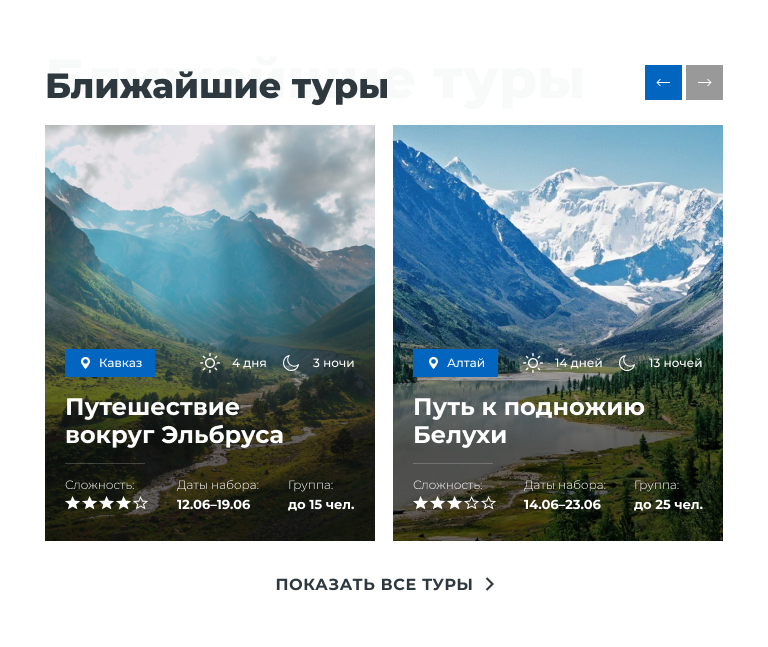 Ближайшие туры
туры
Кавказ 4 дня 3 ночи
Путешествие
вокруг Эльбруса
Сложность: Даты набора: Группа:
12.06–19.06 до 15 чел.
Алтай 14 дней 13 ночей
Путь к подножию
Белухи
Сложность: Даты набора: Группа:
14.06–23.06 до 25 чел.
ПОКАЗАТЬ ВСЕ ТУРЫ